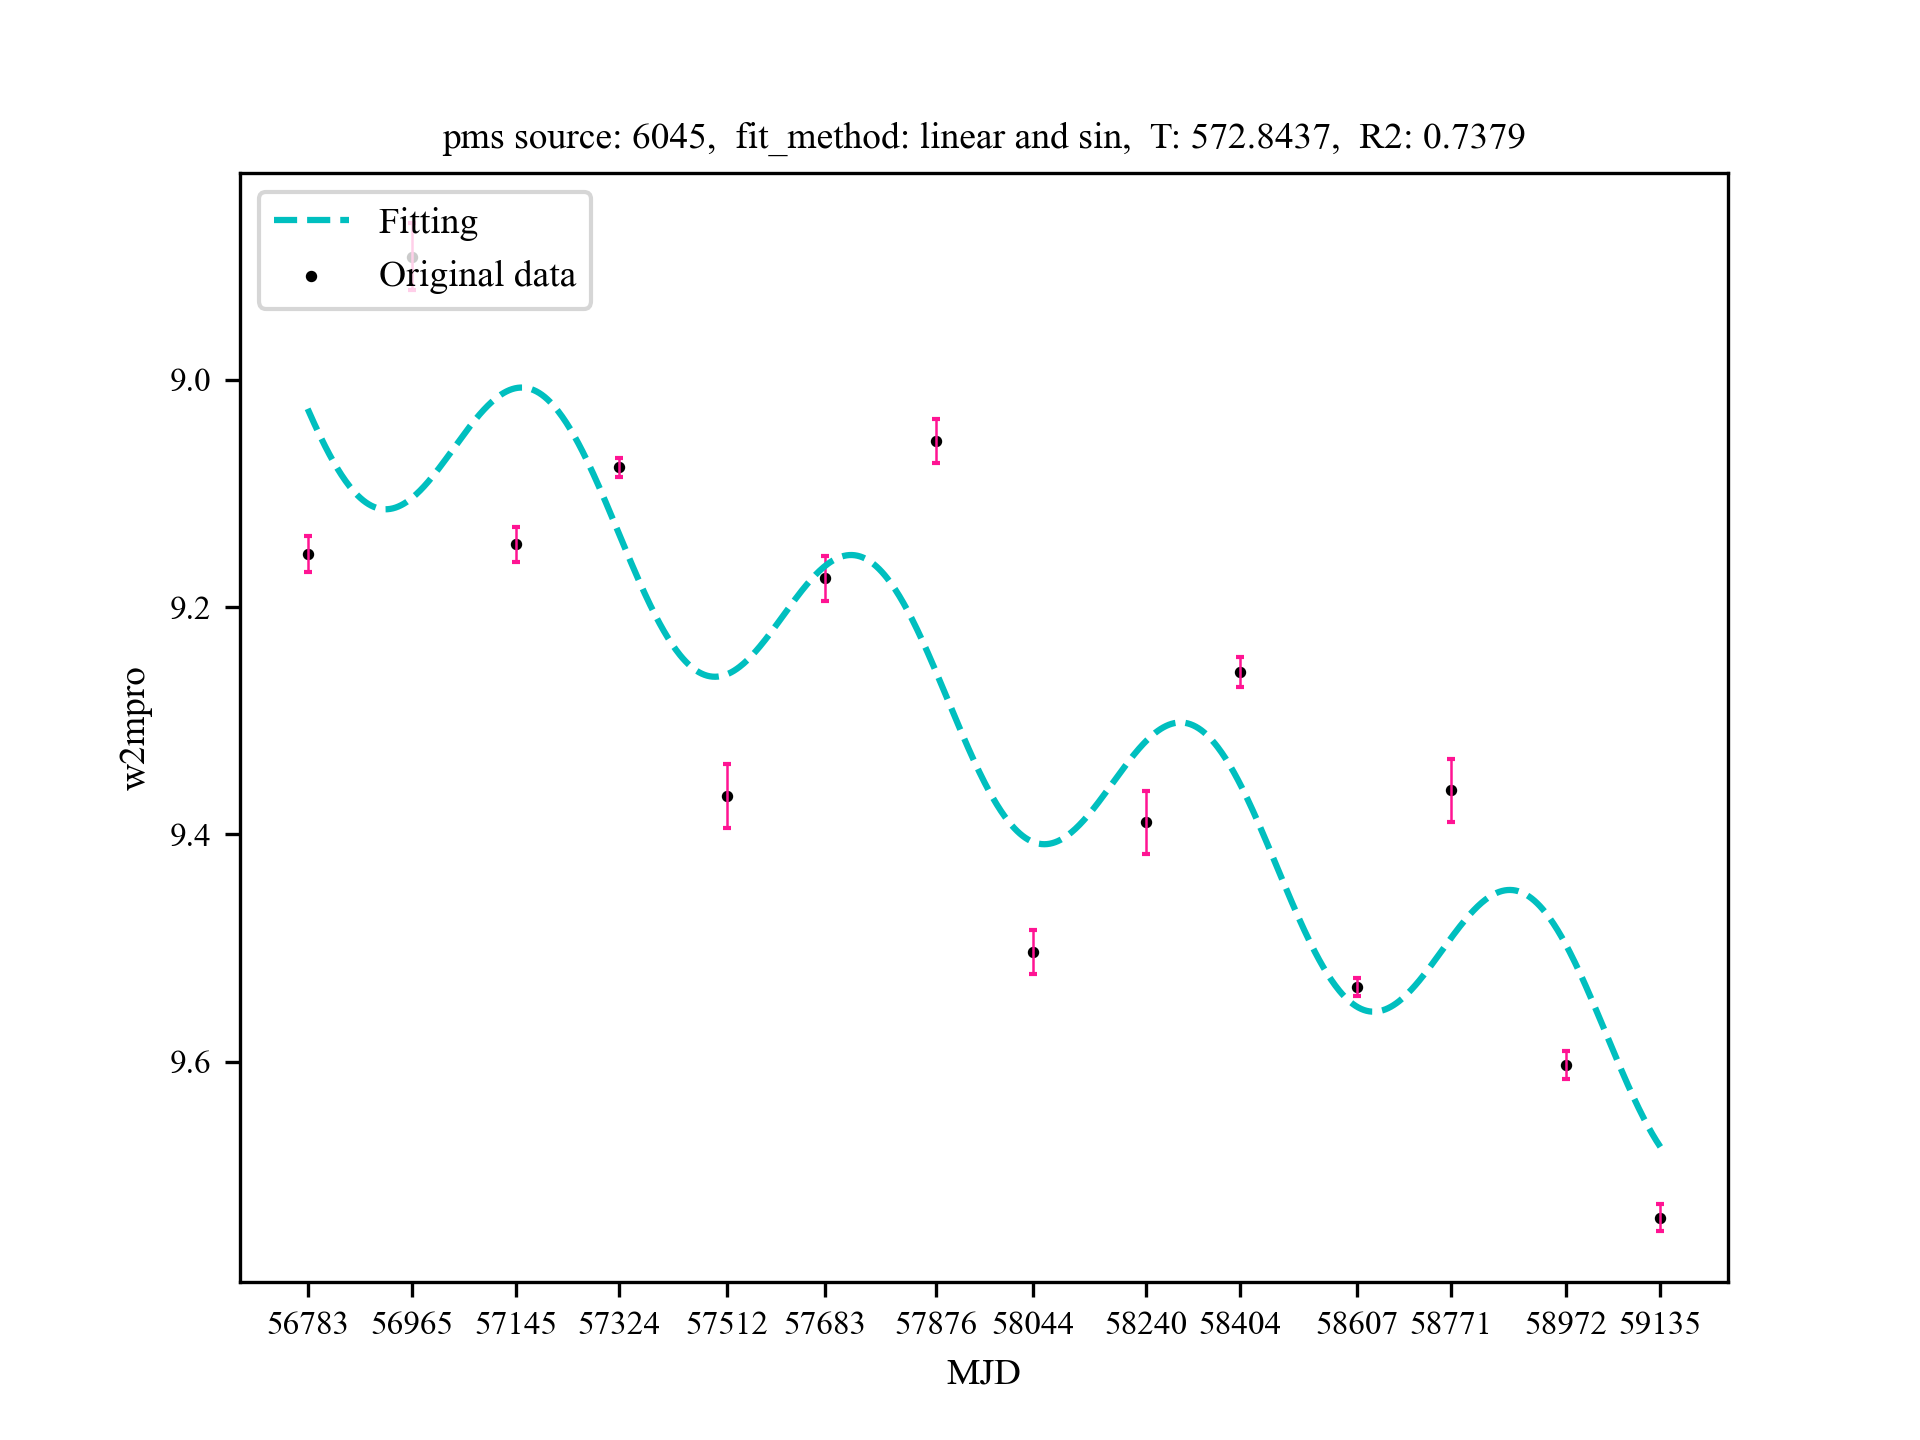 pms source: 6045,  fit_method: linear and sin,  T: 572.8437,  R2: 0.7379
Fitting
Original data
9.0
9.2
9.4
9.6
w2mpro
56783 56965 57145 57324 57512 57683 57876 58044 58240 58404 58607 58771 58972 59135
MJD